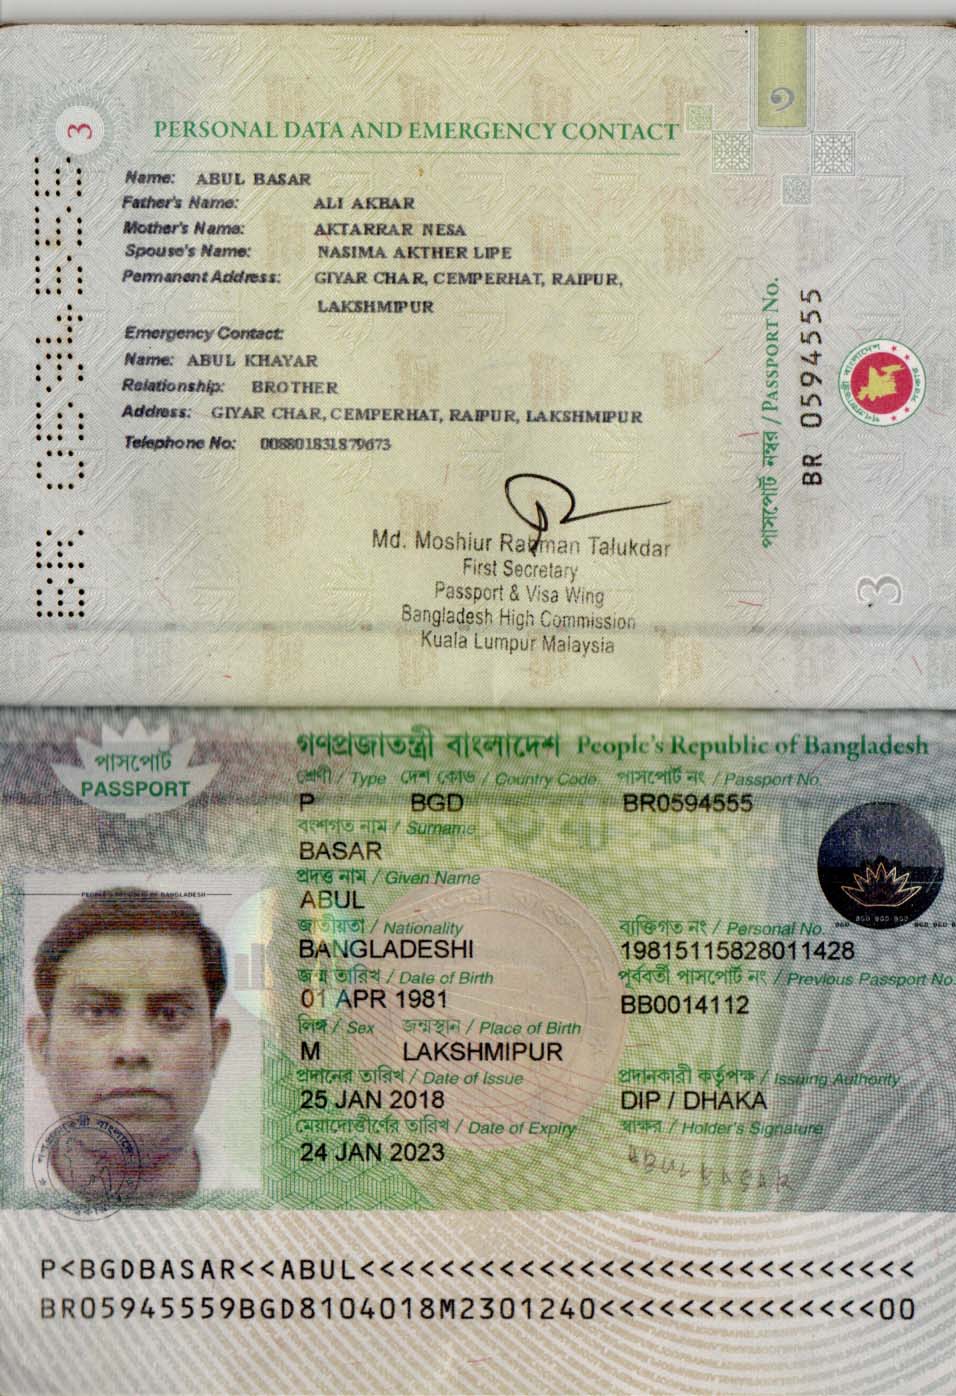 3
PERSONAL DATA AND EMERGENCY CONTACT
Name: ABUL BASAR
Father's Name: ALI AKBAR
Mother's Name: AKTARRAR NESA
Spouse's Name: NASIMA AKTHER LIPE
Permanent Address: GIYAR CHAR, CEMPERHAT, RAIPUR,
LAKSHMIPUR
Emergency Contact:
Name: ABUL KHAYAR
Relationship: BROTHER
Address: GIYAR CHAR, CEMPERHAT, RAIPUR, LAKSHMIPUR
Telephone No: 008801831879673
Md. Moshiur Rahman Talukdar
First Secretary
Passport & Visa Wing
Bangladesh High Commission
Kuala Lumpur Malaysia
BR 0594555
পাসপোর্ট নম্বর / PASSPORT No.
BR 0594555
3
পাসপোর্ট
PASSPORT
গণপ্রজাতন্ত্রী বাংলাদেশ People's Republic of Bangladesh
শ্রেণী / Type দেশ কোড / Country Code পাসপোর্ট নং / Passport No.
P BGD BR0594555
বংশগত নাম / Surname
BASAR
প্রদত্ত নাম / Given Name
ABUL
জাতীয়তা / Nationality ব্যক্তিগত নং / Personal No.
BANGLADESHI 19815115828011428
জন্ম তারিখ / Date of Birth পূর্ববর্তী পাসপোর্ট নং / Previous Passport No.
01 APR 1981 BB0014112
লিঙ্গ / Sex জন্মস্থান / Place of Birth
M LAKSHMIPUR
প্রদানের তারিখ / Date of Issue প্রদানকারী কর্তৃপক্ষ / Issuing Authority
25 JAN 2018 DIP / DHAKA
মেয়াদোত্তীর্ণের তারিখ / Date of Expiry স্বাক্ষর / Holder's Signature
24 JAN 2023
P<BGDBASAR<<ABUL<<<<<<<<<<<<<<<<<<<<<<<<<<<<
BR05945559BGD8104018M2301240<<<<<<<<<<<<<<00